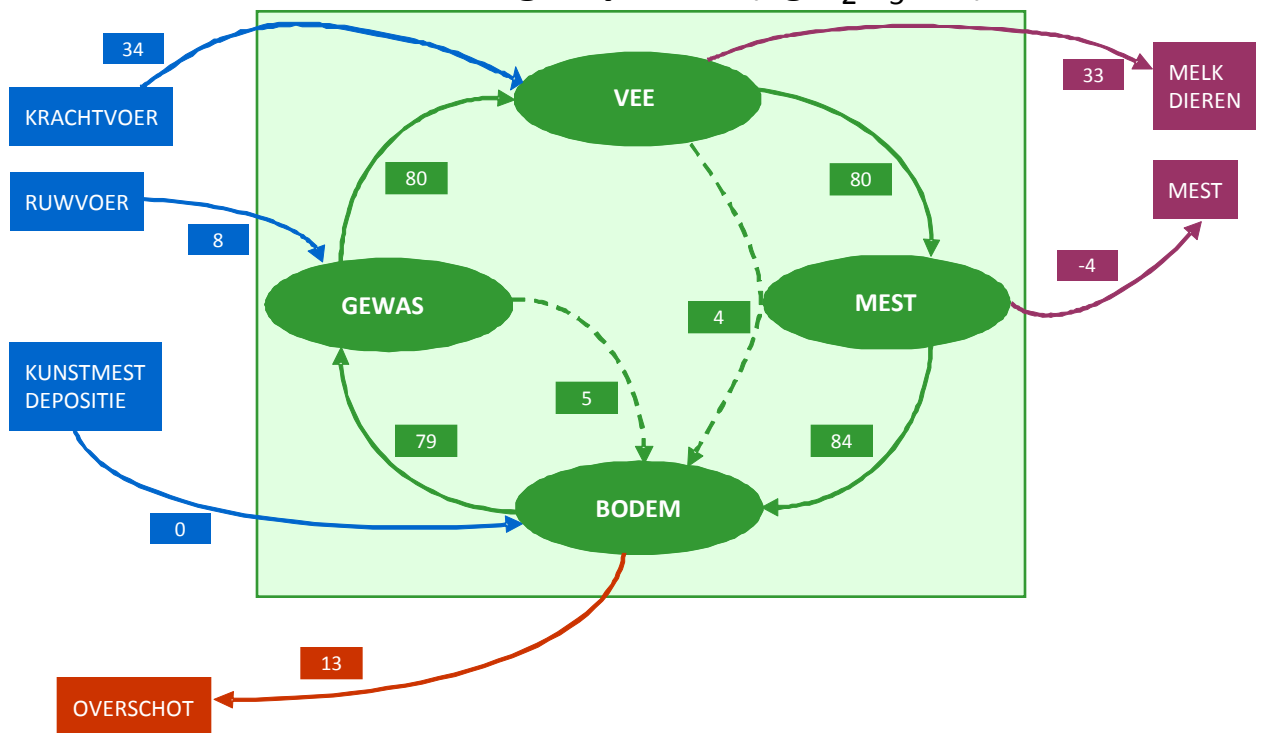 34
VEE
33
MELK
DIEREN
KRACHTVOER
80
80
MEST
RUWVOER
8
-4
GEWAS
MEST
4
KUNSTMEST
DEPOSITIE
5
79
84
BODEM
0
13
OVERSCHOT